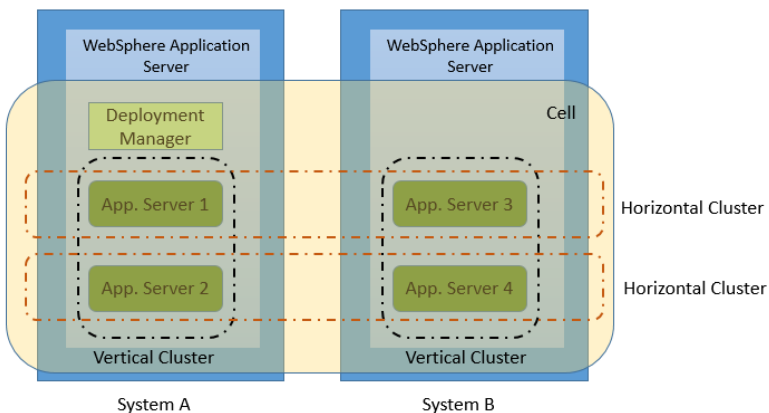 WebSphere Application
Server
WebSphere Application
Server
Deployment
Manager
Cell
App. Server 1
App. Server 3
Horizontal Cluster
App. Server 2
App. Server 4
Horizontal Cluster
Vertical Cluster
Vertical Cluster
System A
System B